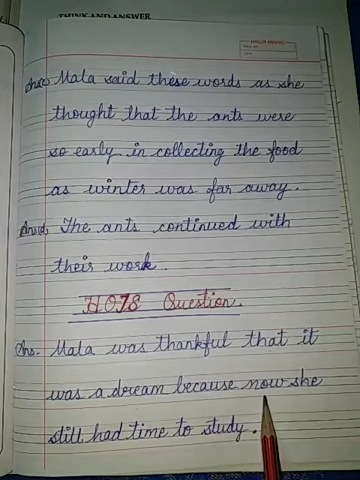 THINK AND ANSWER
Mala said these words as she
thought that the ants were
so early in collecting the food
as winter was far away.
The ants continued with
their work.
HOTS Question.
Ans. Mala was thankful that it
was a dream because now she
still had time to study.